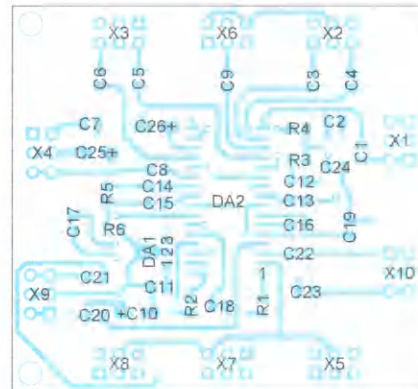 X3 X6 X2
C6 C5 C9 C3 C4
C7 C26+ R4 C2 X1
X4 C25+ R3 C24 C1
C8 C12
R5 C14 C13
C15 DA2
C17 R6 C16 C19
DA1 123 C22
C21 1 X10
X9 C11 R2 C18 R1 C23
C20 +C10
X8 X7 X5